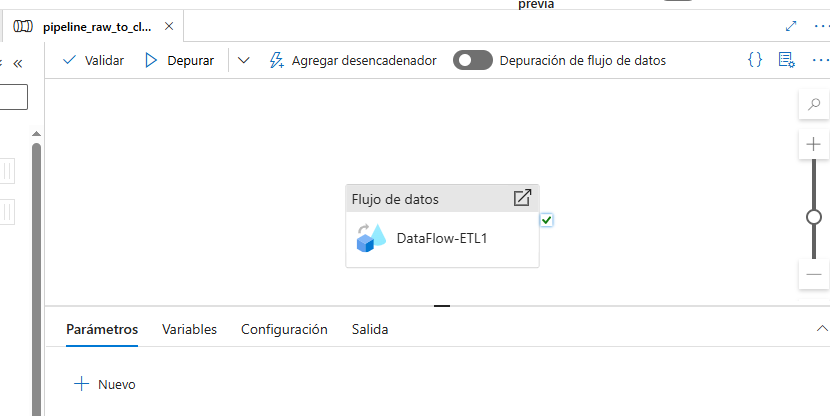 previa
pipeline_raw_to_cl...
Validar
Depurar
Agregar desencadenador
Depuración de flujo de datos
Flujo de datos
DataFlow-ETL1
Parámetros
Variables
Configuración
Salida
Nuevo